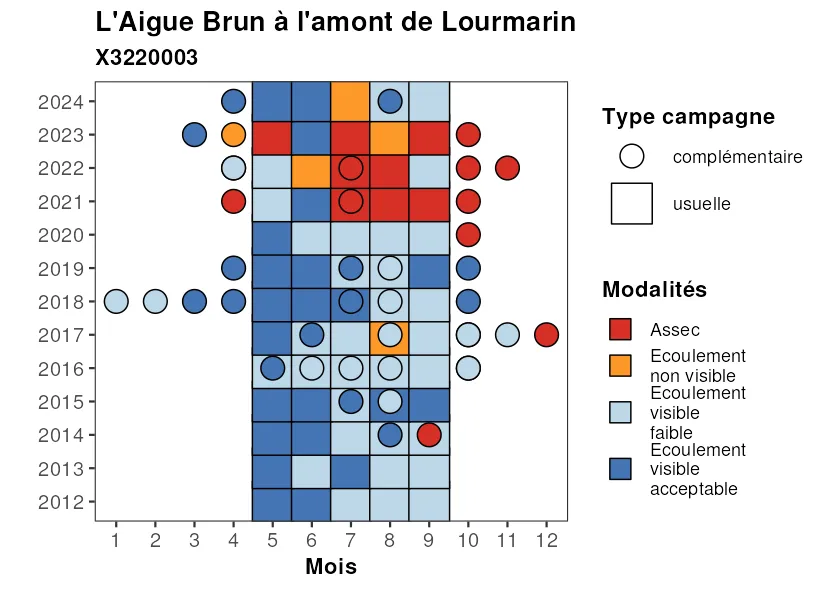 L'Aigue Brun à l'amont de Lourmarin
X3220003
2024
2023
2022
2021
2020
2019
2018
2017
2016
2015
2014
2013
2012
1 2 3 4 5 6 7 8 9 10 11 12
Mois
Type campagne
complémentaire
usuelle
Modalités
Assec
Ecoulement
non visible
Ecoulement
visible
faible
Ecoulement
visible
acceptable